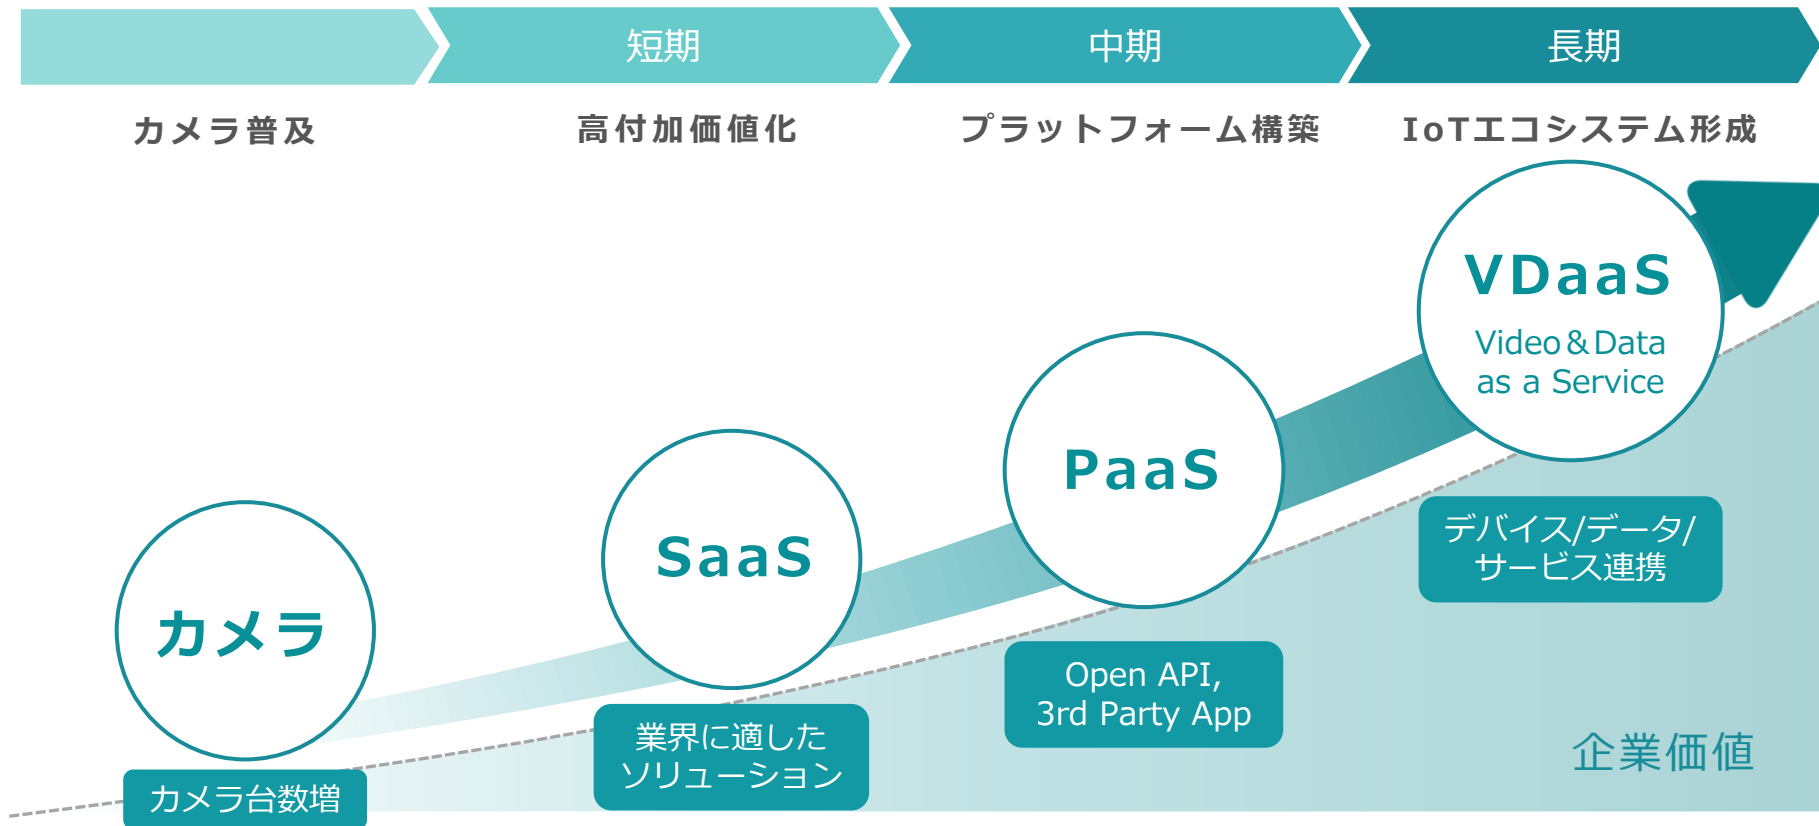 短期
中期
長期
カメラ普及
高付加価値化
プラットフォーム構築
IoTエコシステム形成
カメラ
カメラ台数増
SaaS
業界に適した
ソリューション
PaaS
Open API,
3rd Party App
VDaaS
Video&Data
as a Service
デバイス/データ/
サービス連携
企業価値